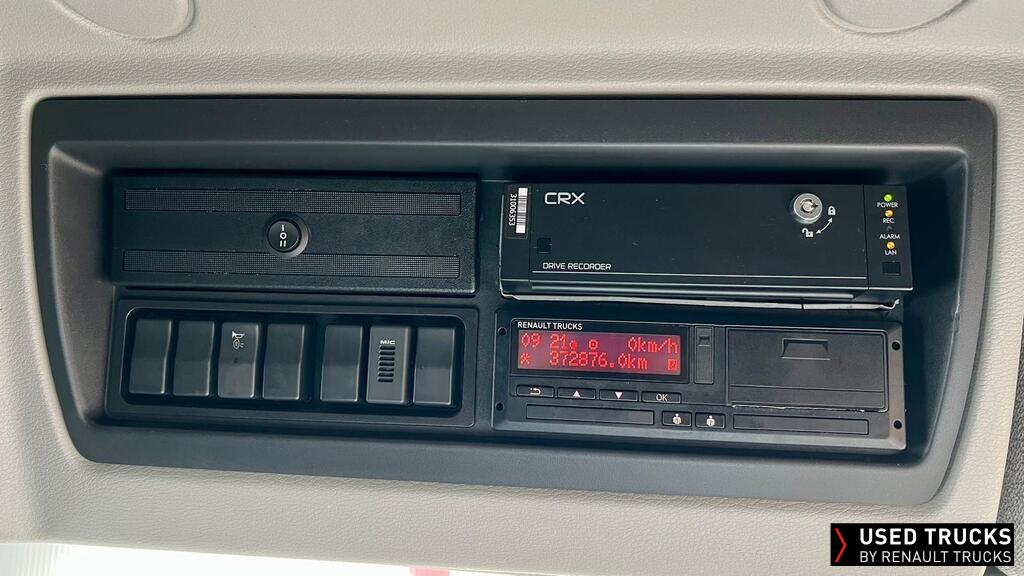 31006353
CRX
DRIVE RECORDER
POWER
REC
ALARM
LAN
MIC
RENAULT TRUCKS
09 21 0km/h
372876.0km
OK
USED TRUCKS
BY RENAULT TRUCKS